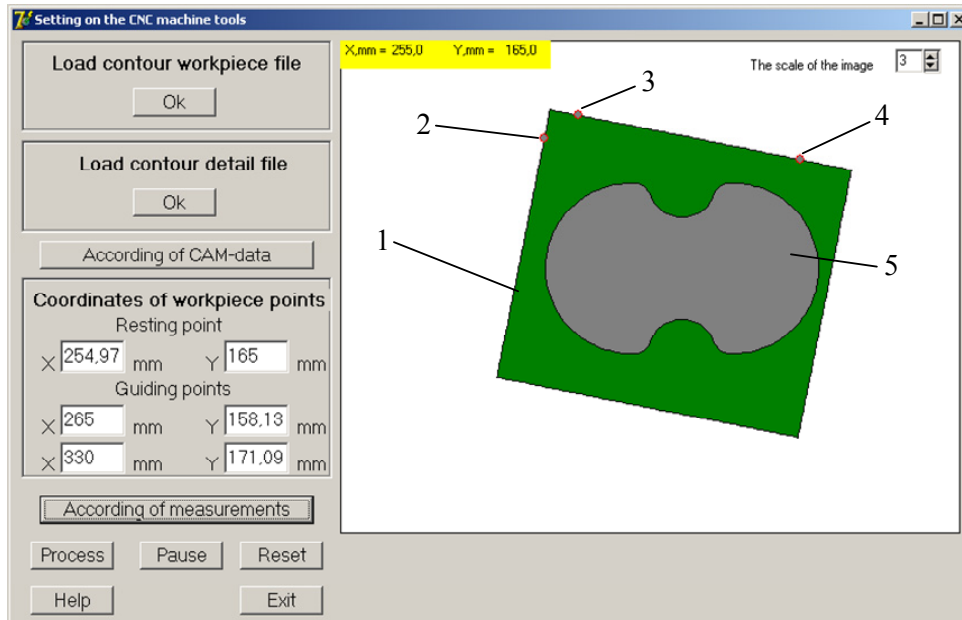 Setting on the CNC machine tools
Load contour workpiece file
Ok
Load contour detail file
Ok
According of CAM-data
Coordinates of workpiece points
Resting point
X 254,97 mm Y 165 mm
Guiding points
X 265 mm Y 158,13 mm
X 330 mm Y 171,09 mm
According of measurements
Process Pause Reset
Help Exit
X,mm = 255,0 Y,mm = 165,0
The scale of the image 3
3
2
4
1
5